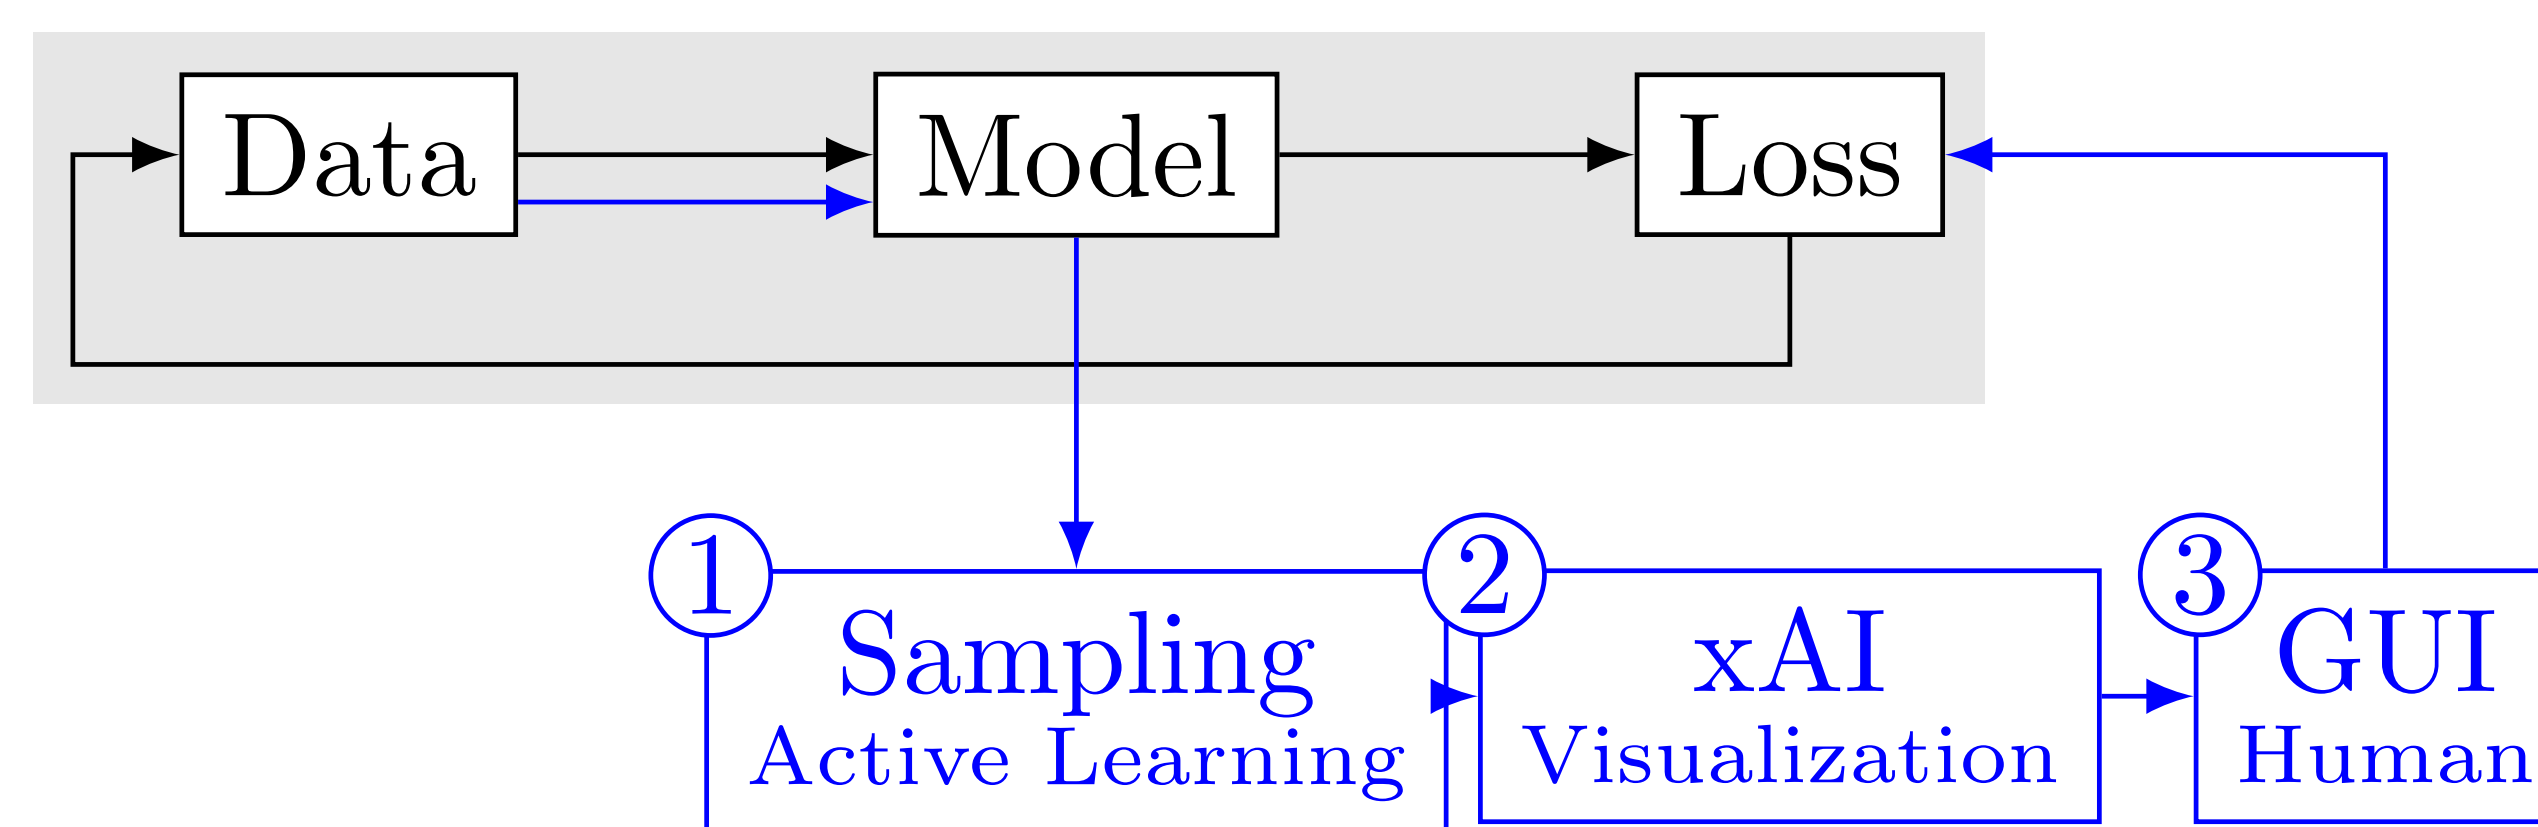 Data
Model
Loss
1
Sampling
Active Learning
2
xAI
Visualization
3
GUI
Human